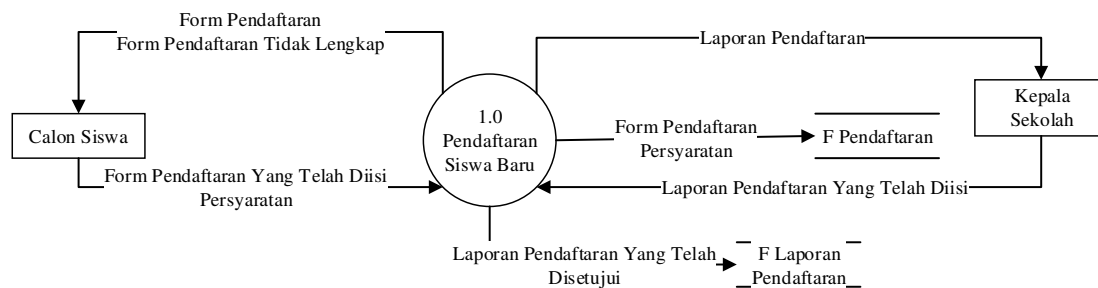 Form Pendaftaran
Form Pendaftaran Tidak Lengkap
Laporan Pendaftaran
Calon Siswa
1.0
Pendaftaran
Siswa Baru
Form Pendaftaran
Persyaratan
F Pendaftaran
Kepala
Sekolah
Form Pendaftaran Yang Telah Diisi
Persyaratan
Laporan Pendaftaran Yang Telah Diisi
Laporan Pendaftaran Yang Telah
Disetujui
F Laporan
Pendaftaran